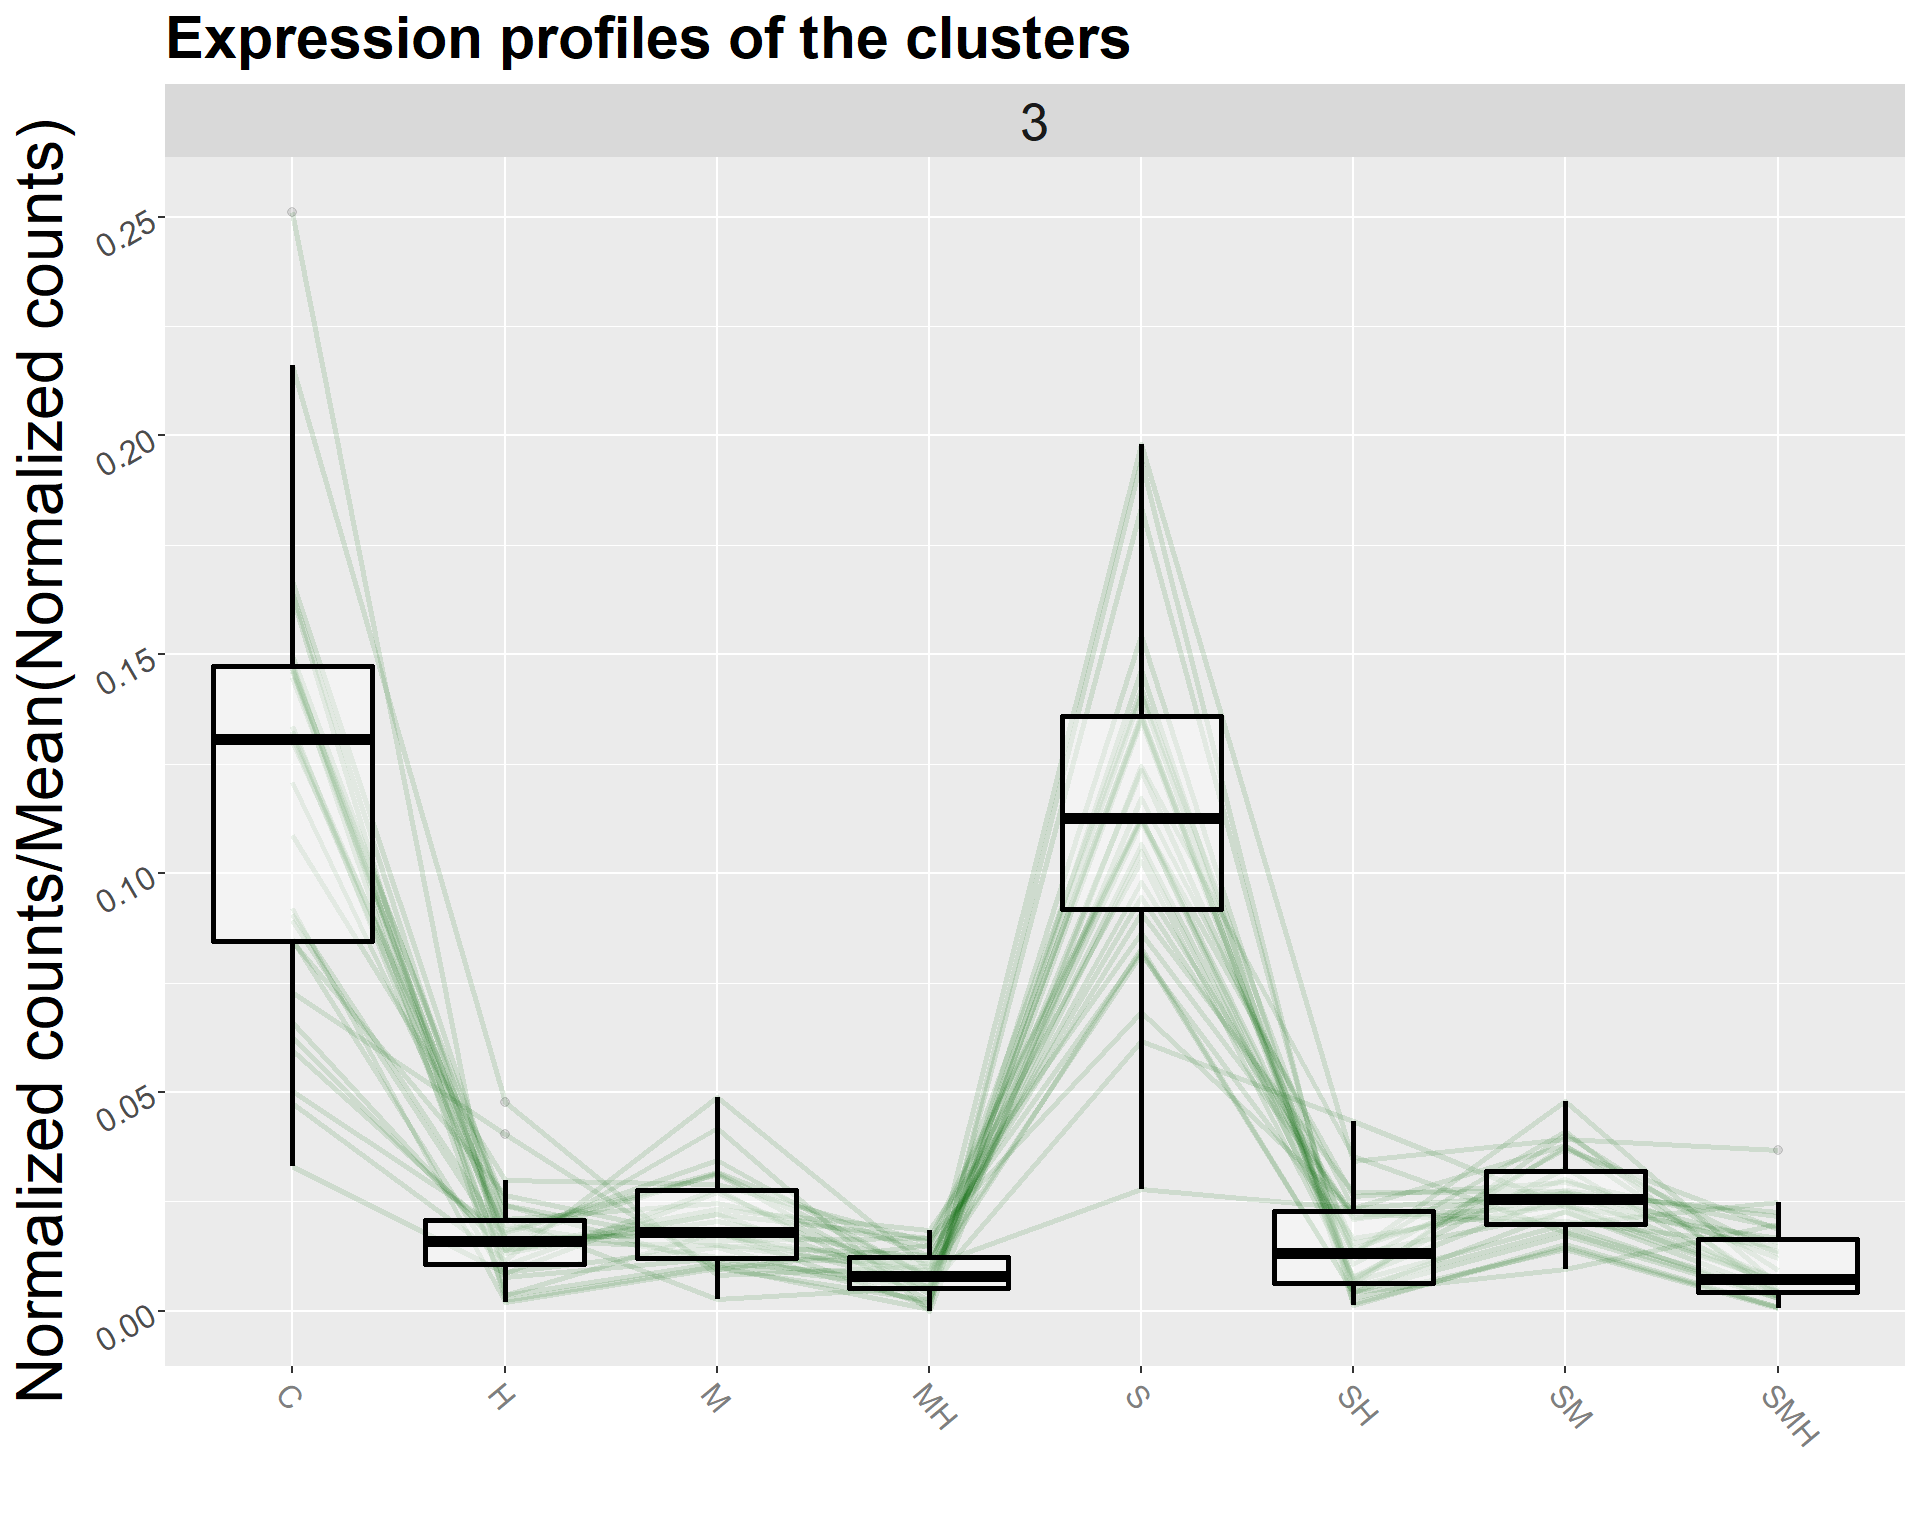 Expression profiles of the clusters
3
Normalized counts/Mean(Normalized counts)
0.25
0.20
0.15
0.10
0.05
0.00
C H M MH S SH SM SMH